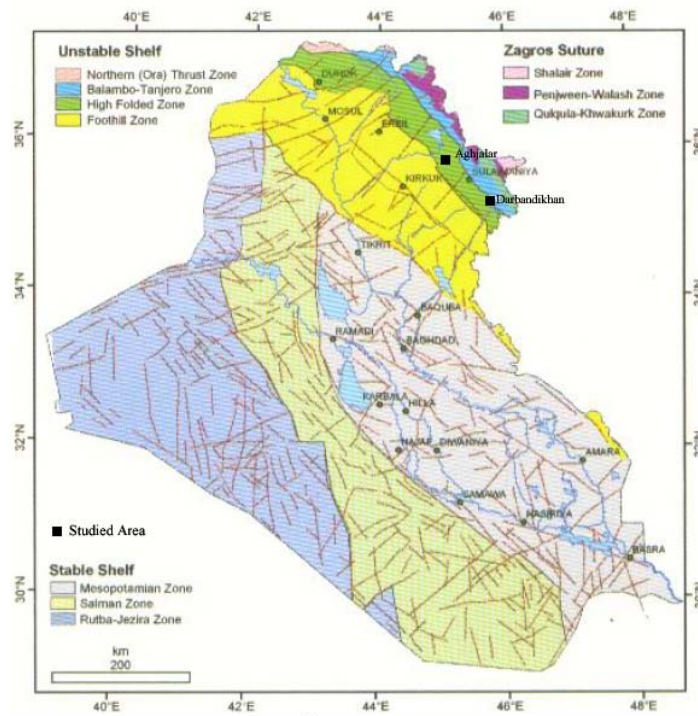 40°E
42°E
44°E
46°E
48°E
Unstable Shelf
Northern (Ora) Thrust Zone
Balambo-Tanjero Zone
High Folded Zone
Foothill Zone
Zagros Suture
Shalair Zone
Penjween-Walash Zone
Qulqula-Khwakurk Zone
DUHOK
MOSUL
ERBIL
Aghjalar
SULAIMANIYA
KIRKUK
Darbandikhan
36°N
36°N
TIKRIT
34°N
34°N
BAQUBA
RAMADI
BAGHDAD
KARBALA
HILLA
32°N
NAJAF
DIWANIYA
AMARA
SAMAWA
NASIRIYA
BASRA
Studied Area
30°N
Stable Shelf
Mesopotamian Zone
Salman Zone
Rutba-Jezira Zone
km
200
40°E
42°E
44°E
46°E
48°E